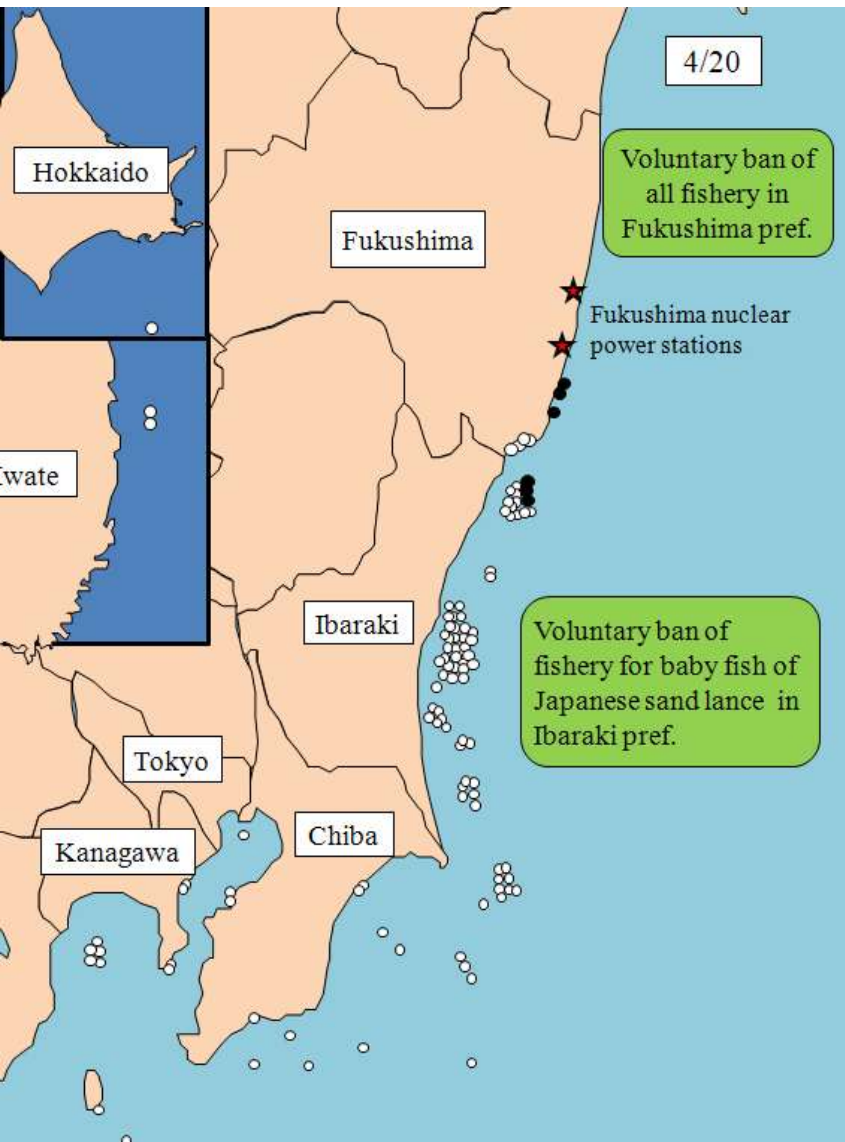 4/20
Hokkaido
Voluntary ban of
all fishery in
Fukushima pref.
Fukushima
Fukushima nuclear
power stations
Iwate
Ibaraki
Voluntary ban of
fishery for baby fish of
Japanese sand lance in
Ibaraki pref.
Tokyo
Chiba
Kanagawa